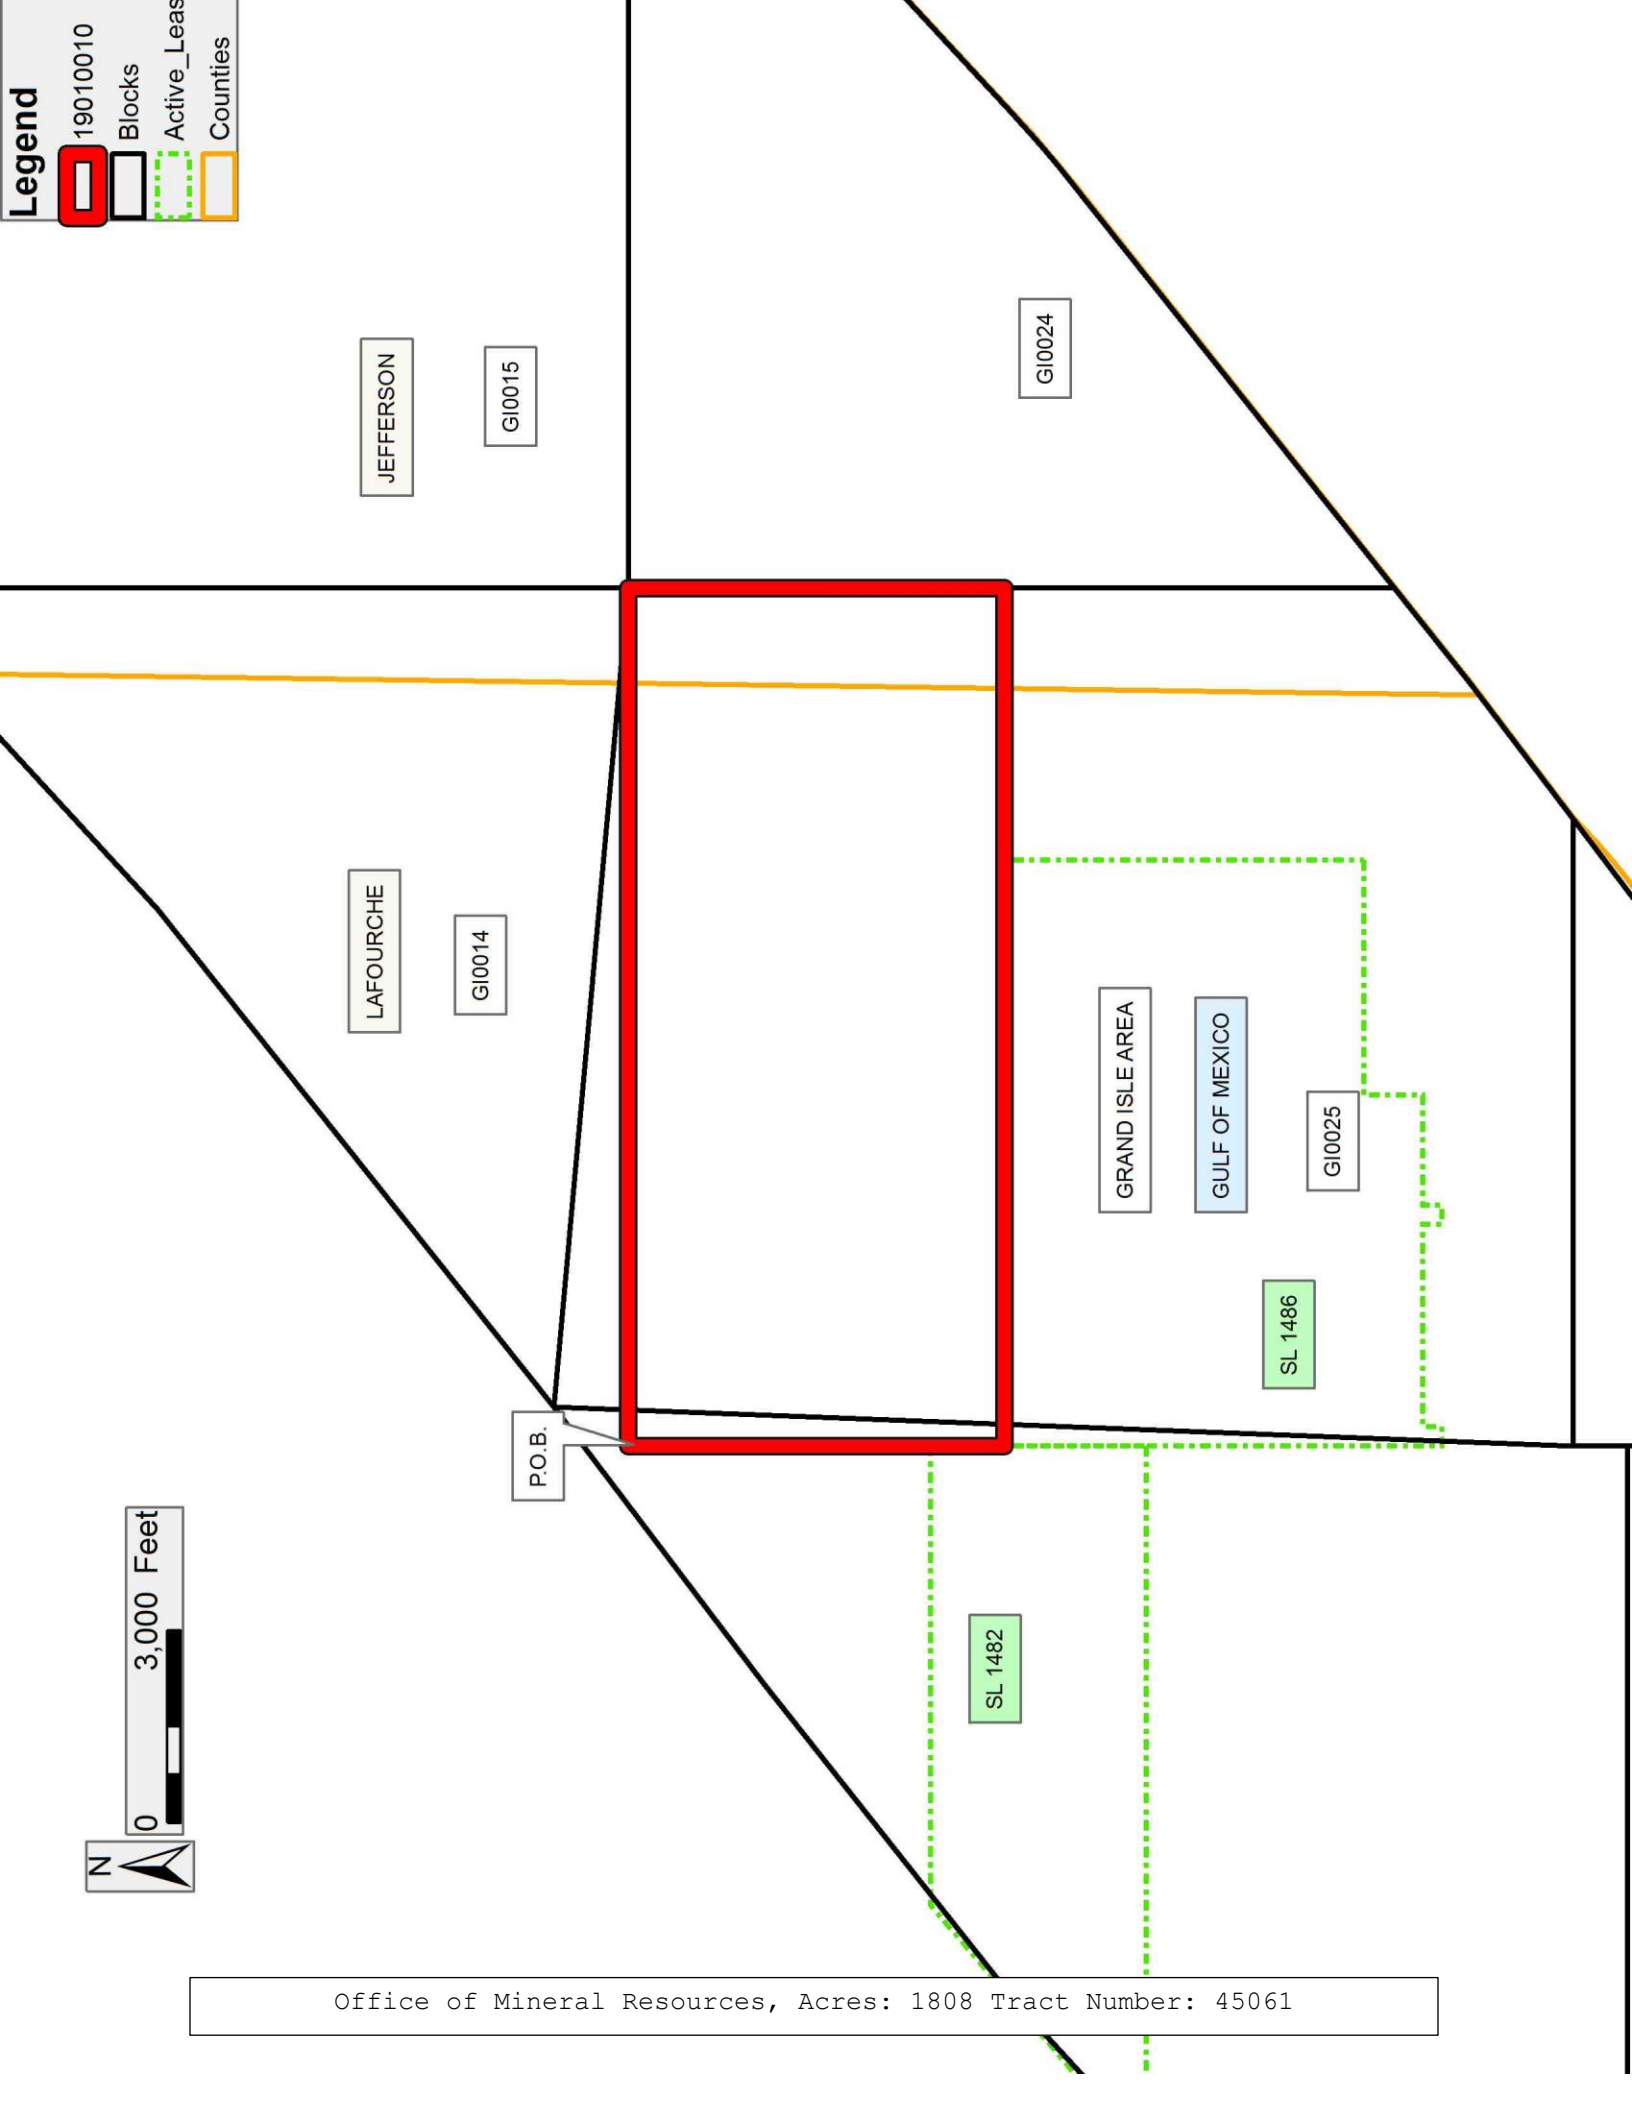 Legend
19010010
Blocks
Active_Leas
Counties
JEFFERSON
GI0015
GI0024
LAFOURCHE
GI0014
GRAND ISLE AREA
GULF OF MEXICO
GI0025
SL 1486
P.O.B.
SL 1482
0 3,000 Feet
N
Office of Mineral Resources, Acres: 1808 Tract Number: 45061